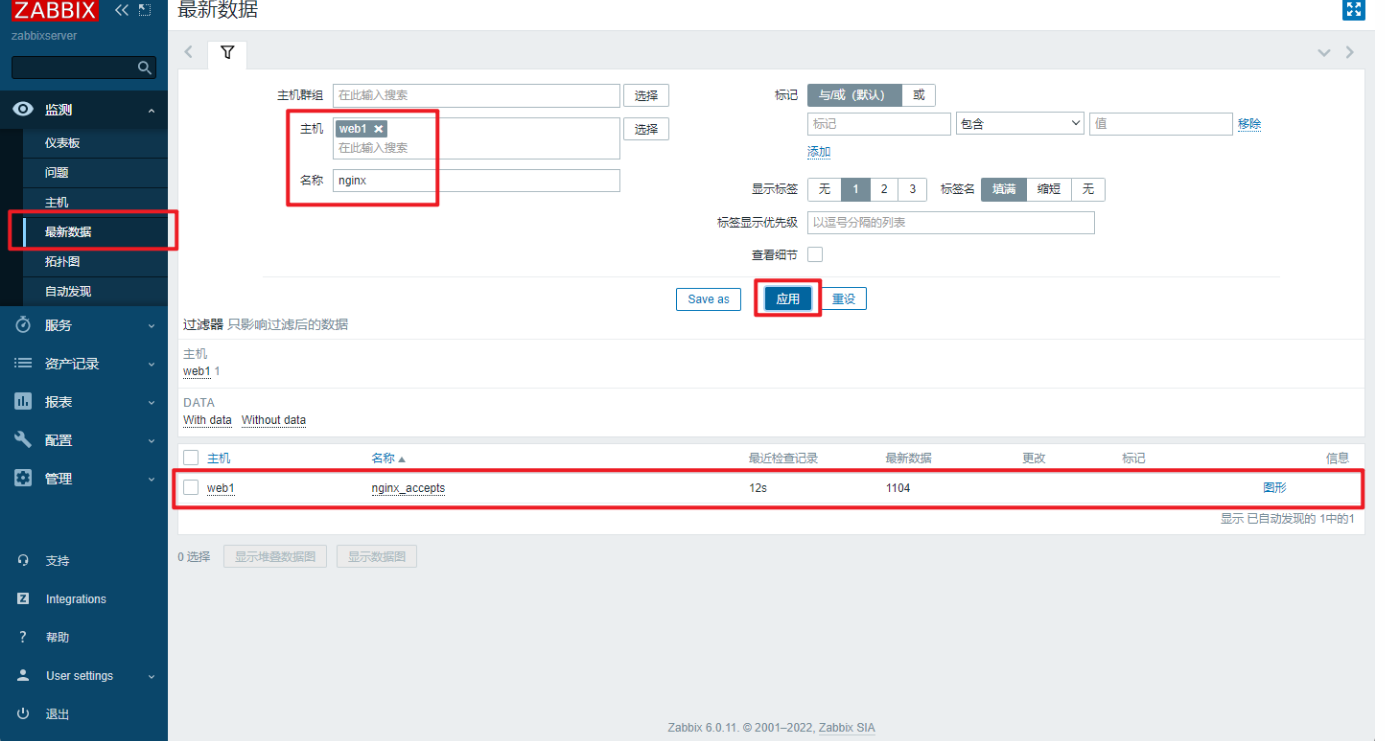 ZABBIX
zabbixserver
监测
仪表板
问题
主机
最新数据
拓扑图
自动发现
服务
资产记录
报表
配置
管理
支持
Integrations
帮助
User settings
退出
最新数据
主机群组 在此输入搜索 选择
主机 web1 在此输入搜索 选择
名称 nginx
标记 与/或（默认） 或
标记 包含 值 移除
添加
显示标签 无 1 2 3 标签名 填满 缩短 无
标签显示优先级 以逗号分隔的列表
查看细节
Save as 应用 重设
过滤器 只影响过滤后的数据
主机
web1 1
DATA
With data Without data
主机 名称 最近检查记录 最新数据 更改 标记 信息
web1 nginx_accepts 12s 1104 图形
显示 已自动发现的 1中的1
0 选择 显示堆叠数据图 显示数据图
Zabbix 6.0.11. © 2001–2022, Zabbix SIA